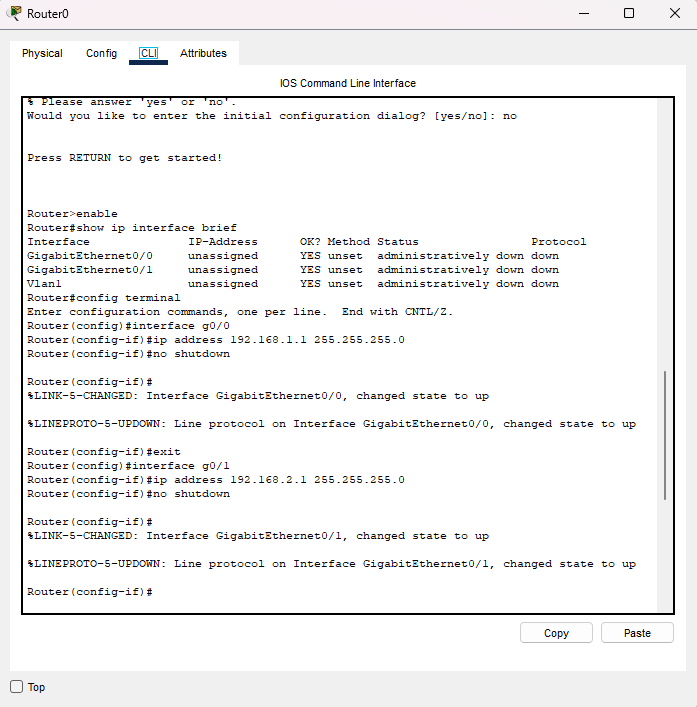 Router0
Physical Config CLI Attributes
IOS Command Line Interface
% Please answer 'yes' or 'no'.
Would you like to enter the initial configuration dialog? [yes/no]: no
Press RETURN to get started!
Router>enable
Router#show ip interface brief
Interface              IP-Address      OK? Method Status                Protocol
GigabitEthernet0/0     unassigned      YES unset  administratively down down
GigabitEthernet0/1     unassigned      YES unset  administratively down down
Vlan1                  unassigned      YES unset  administratively down down
Router#config terminal
Enter configuration commands, one per line.  End with CNTL/Z.
Router(config)#interface g0/0
Router(config-if)#ip address 192.168.1.1 255.255.255.0
Router(config-if)#no shutdown
Router(config-if)#
%LINK-5-CHANGED: Interface GigabitEthernet0/0, changed state to up
%LINEPROTO-5-UPDOWN: Line protocol on Interface GigabitEthernet0/0, changed state to up
Router(config-if)#exit
Router(config)#interface g0/1
Router(config-if)#ip address 192.168.2.1 255.255.255.0
Router(config-if)#no shutdown
Router(config-if)#
%LINK-5-CHANGED: Interface GigabitEthernet0/1, changed state to up
%LINEPROTO-5-UPDOWN: Line protocol on Interface GigabitEthernet0/1, changed state to up
Router(config-if)#
Copy Paste
Top